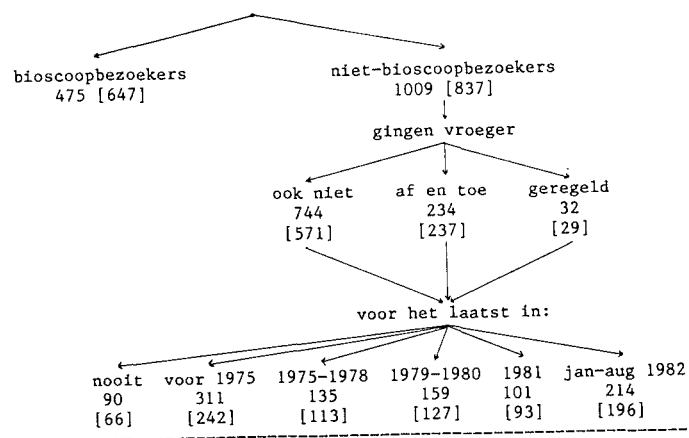 bioscoopbezoekers niet-bioscoopbezoekers
475 [647] 1009 [837]
gingen vroeger
ook niet af en toe geregeld
744 234 32
[571] [237] [29]
voor het laatst in:
nooit voor 1975 1975-1978 1979-1980 1981 jan-aug 1982
90 311 135 159 101 214
[66] [242] [113] [127] [93] [196]